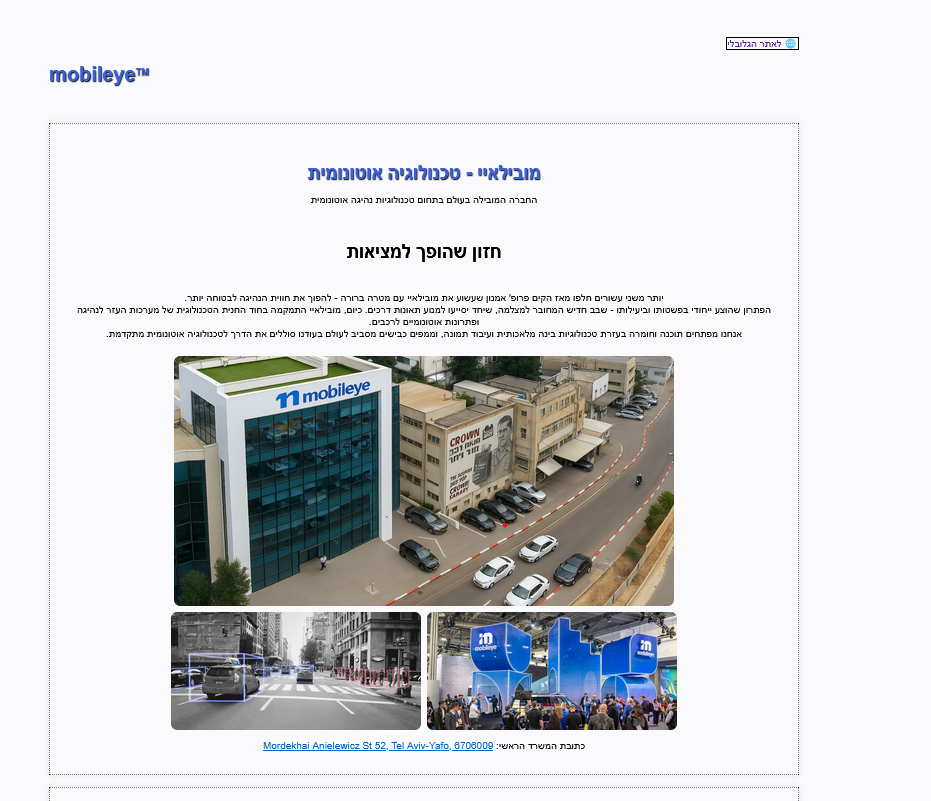 לאתר הגלובלי 🌐
mobileye™
מובילאיי - טכנולוגיה אוטונומית
החברה המובילה בעולם בתחום טכנולוגיות נהיגה אוטונומית
חזון שהופך למציאות
יותר משני עשורים חלפו מאז הקים פרופ' אמנון שעשוע את מובילאיי עם מטרה ברורה - להפוך את חווית הנהיגה לבטוחה יותר.
הפתרון שהוצע ייחודי בפשטותו וביעילותו - שבב חדיש המחובר למצלמה, שיחד יסייעו למנוע תאונות דרכים. כיום, מובילאיי התמקמה בחוד החנית הטכנולוגית של מערכות העזר לנהיגה
ופתרונות אוטונומיים לרכבים.
אנחנו מפתחים תוכנה וחומרה בעזרת טכנולוגיות בינה מלאכותית ועיבוד תמונה, וממפים כבישים מסביב לעולם בעודנו סוללים את הדרך לטכנולוגיה אוטונומית מתקדמת.
mobileye
CROWN
mobileye
mobileye
כתובת המשרד הראשי: Mordekhai Anielewicz St 52, Tel Aviv-Yafo, 6706009